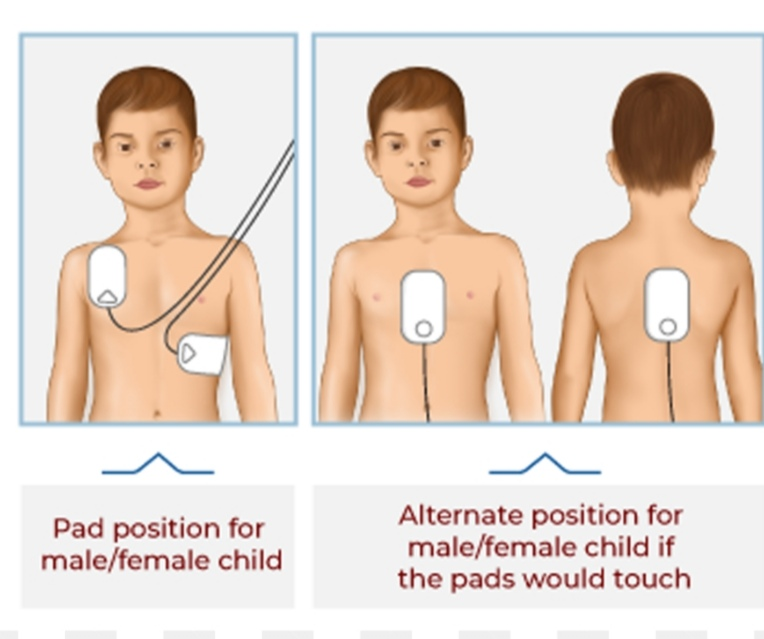 Pad position for
male/female child
Alternate position for
male/female child if
the pads would touch